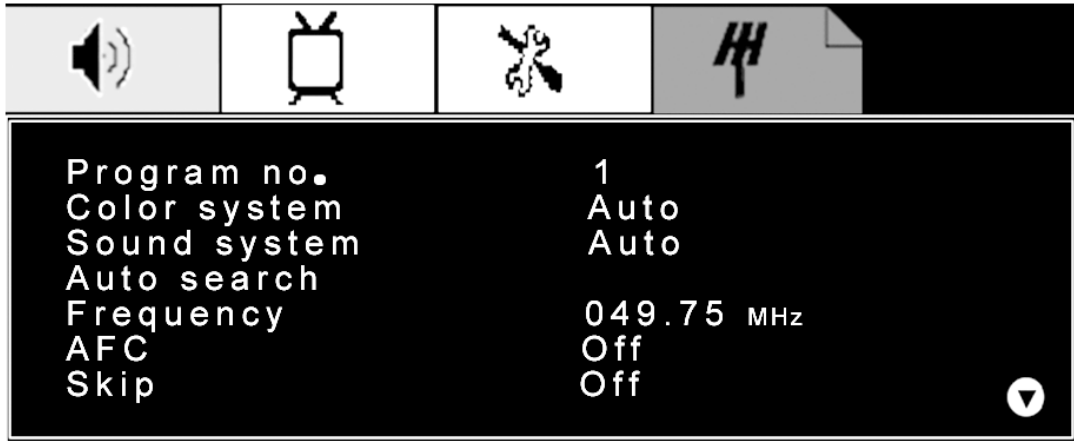 Program no. 1
Color system Auto
Sound system Auto
Auto search
Frequency 049.75 MHz
AFC Off
Skip Off